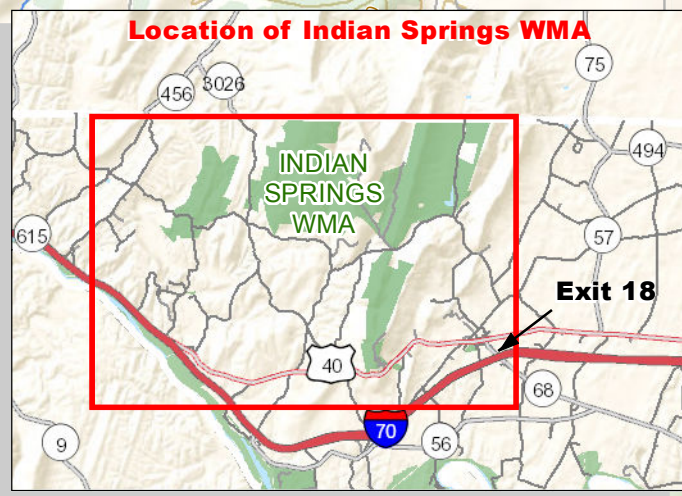 Location of Indian Springs WMA
75
456
3026
494
INDIAN
SPRINGS
WMA
615
57
Exit 18
40
68
70
56
9